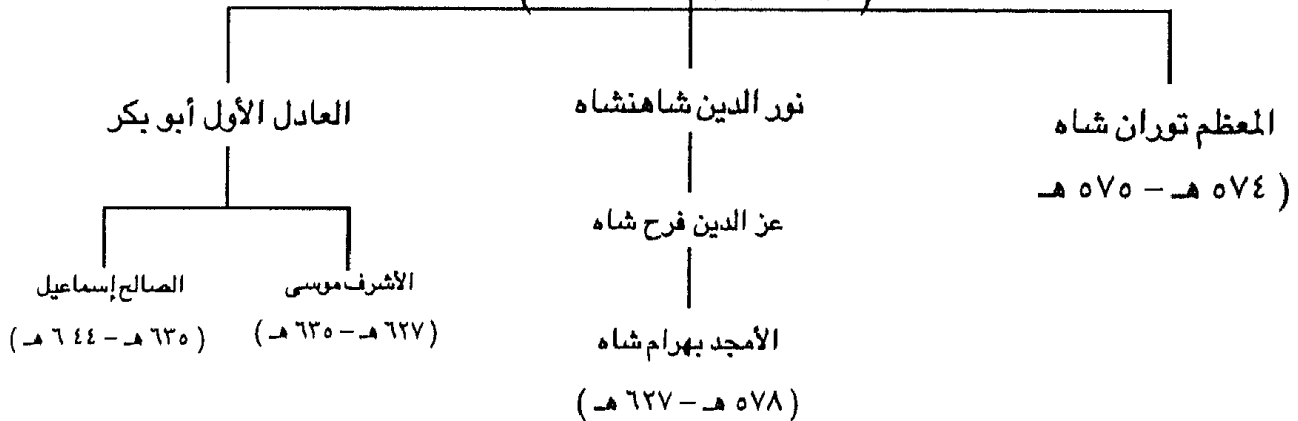 المعظم توران شاه
( ٥٧٤ هـ – ٥٧٥ هـ
نور الدين شاهنشاه
عز الدين فرح شاه
الأمجد بهرام شاه
( ٥٧٨ هـ – ٦٢٧ هـ )
العادل الأول أبو بكر
الأشرف موسى
( ٦٢٧ هـ – ٦٣٥ هـ )
الصالح إسماعيل
( ٦٣٥ هـ – ٦٤٤ هـ )